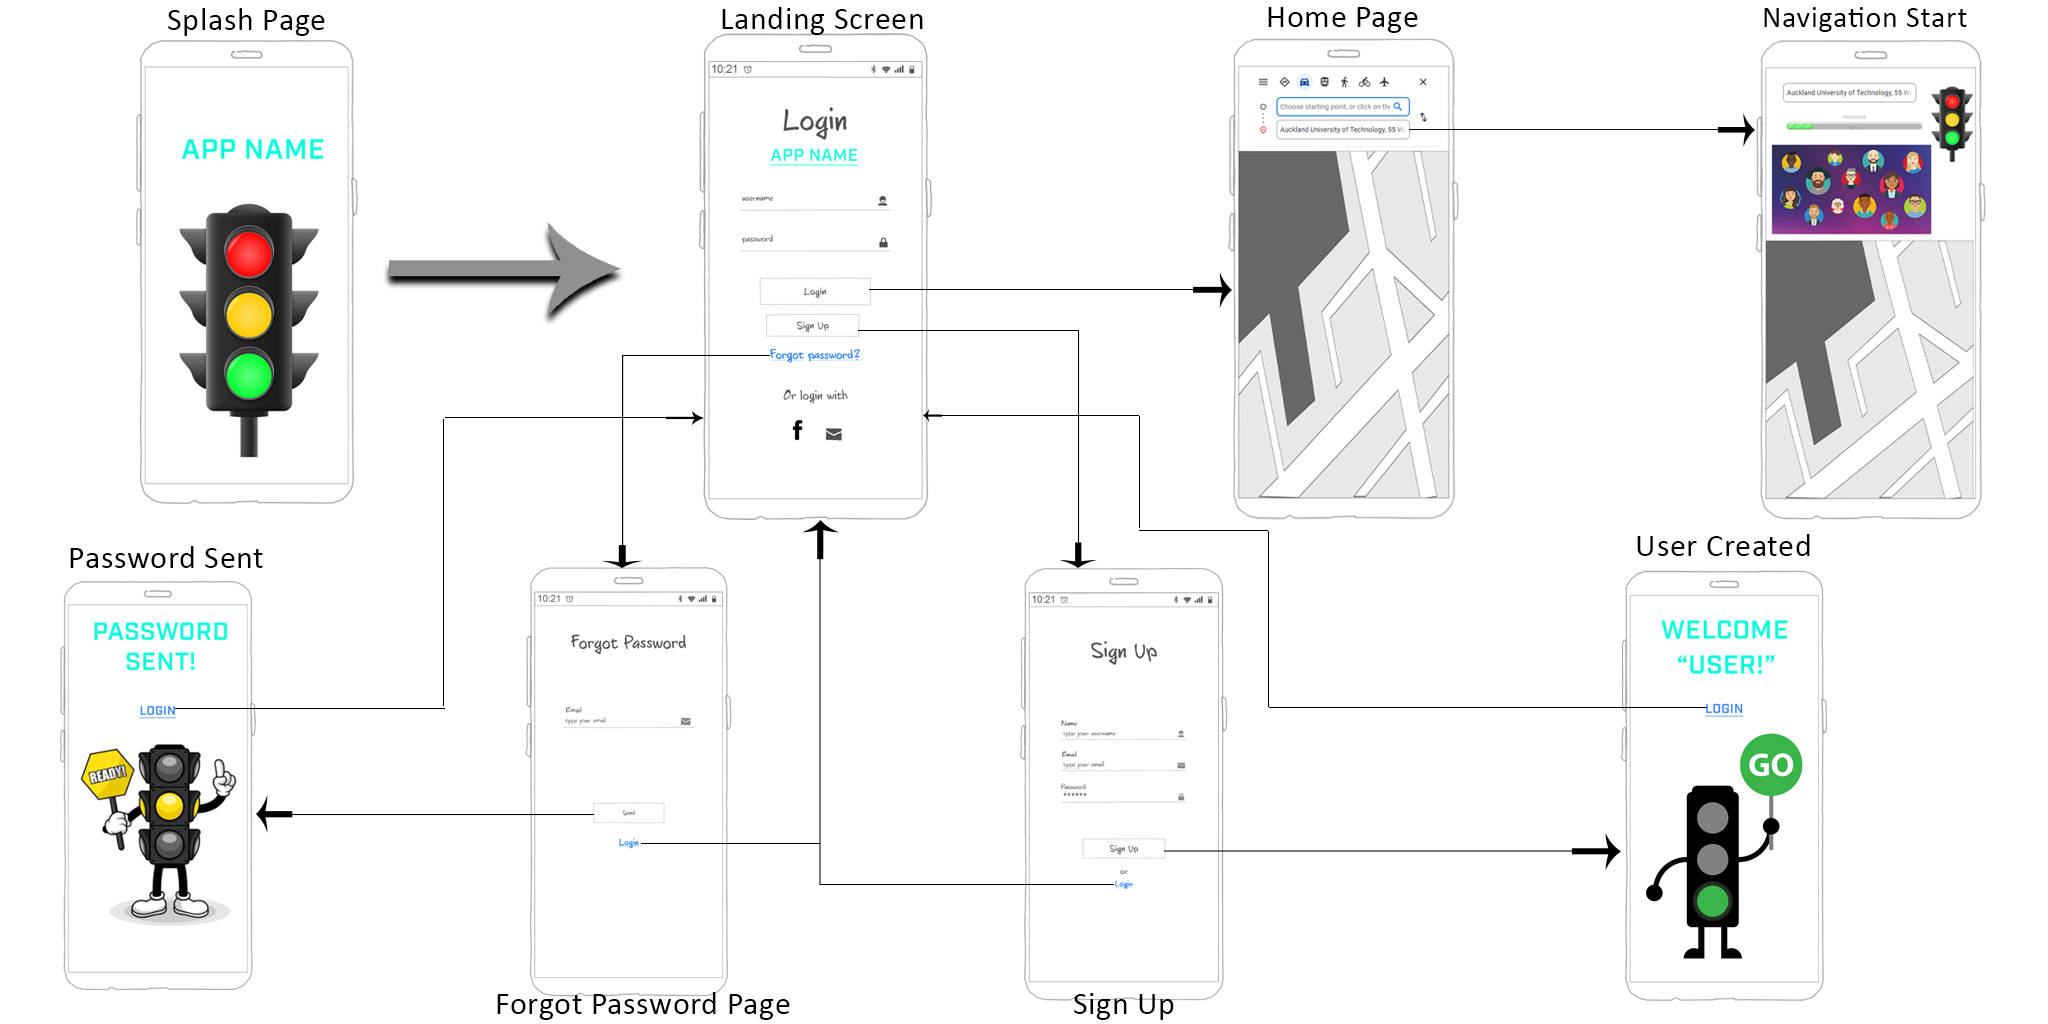 Splash Page
APP NAME
Landing Screen
10:21
Login
APP NAME
username
password
Login
Sign Up
Forgot password?
Or login with
f
Home Page
Choose starting point, or click on the
Auckland University of Technology, 55 W
Navigation Start
Auckland University of Technology, 55 W
PROGRESS
Password Sent
PASSWORD
SENT!
LOGIN
READY!
10:21
Forgot Password
Email
type your email
Send
Login
Forgot Password Page
10:21
Sign Up
Name
type your username
Email
type your email
Password
******
Sign Up
or
Login
Sign Up
User Created
WELCOME
“USER!”
LOGIN
GO